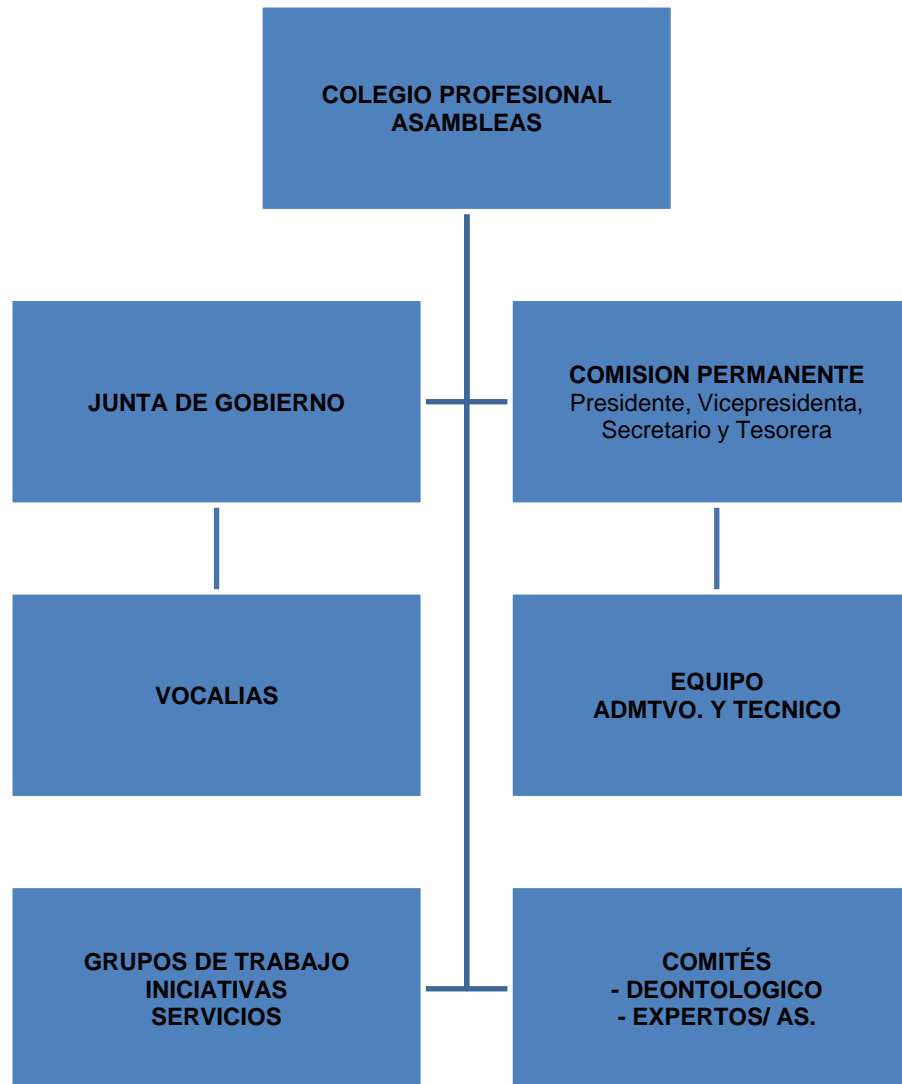 COLEGIO PROFESIONAL
ASAMBLEAS
JUNTA DE GOBIERNO
COMISION PERMANENTE
Presidente, Vicepresidenta,
Secretario y Tesorera
VOCALIAS
EQUIPO
ADMTVO. Y TECNICO
GRUPOS DE TRABAJO
INICIATIVAS
SERVICIOS
COMITÉS
- DEONTOLOGICO
- EXPERTOS/ AS.